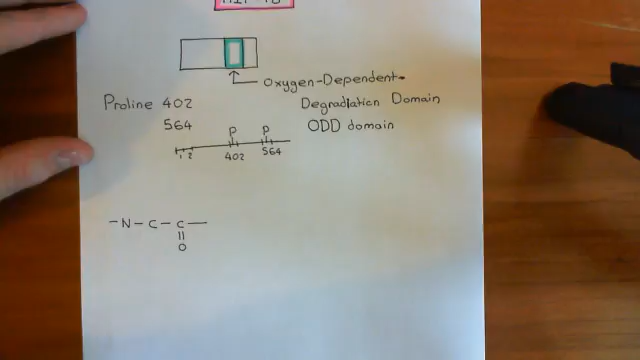 Oxygen-Dependent
Proline 402 Degradation Domain
564 ODD domain
P P
1 2 402 564
-N-C-C-
||
O